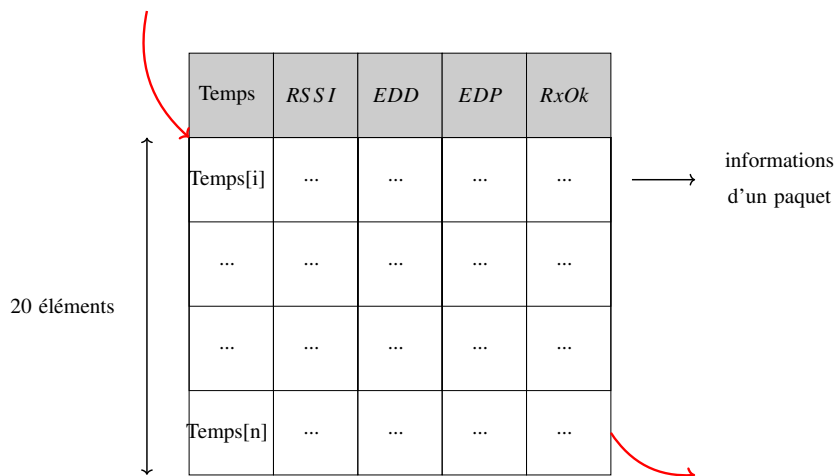 Temps RSSI EDD EDP RxOk
Temps[i] ... ... ... ...
informations
d'un paquet
... ... ... ... ...
20 éléments
... ... ... ... ...
Temps[n] ... ... ... ...